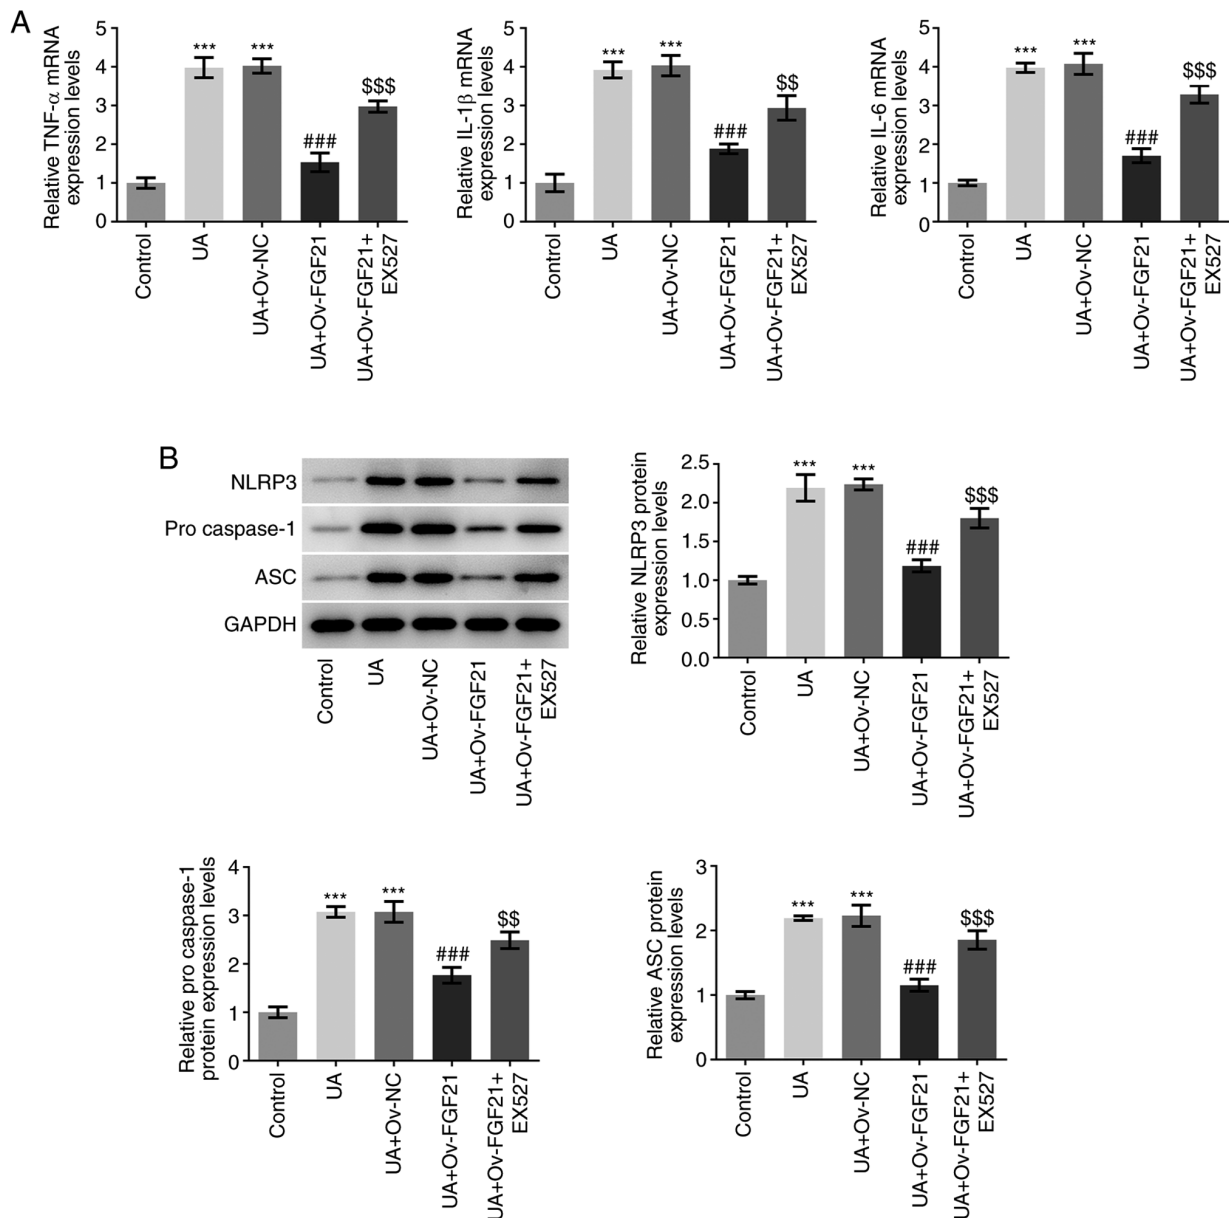 A
Relative TNF-α mRNA
expression levels
5
4
3
2
1
0
***
***
###
$$$
Control
UA
UA+Ov-NC
UA+Ov-FGF21
UA+Ov-FGF21+
EX527
Relative IL-1β mRNA
expression levels
5
4
3
2
1
0
***
***
###
$$
Control
UA
UA+Ov-NC
UA+Ov-FGF21
UA+Ov-FGF21+
EX527
Relative IL-6 mRNA
expression levels
5
4
3
2
1
0
***
***
###
$$$
Control
UA
UA+Ov-NC
UA+Ov-FGF21
UA+Ov-FGF21+
EX527
B
NLRP3
Pro caspase-1
ASC
GAPDH
Control
UA
UA+Ov-NC
UA+Ov-FGF21
UA+Ov-FGF21+
EX527
Relative NLRP3 protein
expression levels
2.5
2.0
1.5
1.0
0.5
0.0
***
***
###
$$$
Control
UA
UA+Ov-NC
UA+Ov-FGF21
UA+Ov-FGF21+
EX527
Relative pro caspase-1
protein expression levels
4
3
2
1
0
***
***
###
$$
Control
UA
UA+Ov-NC
UA+Ov-FGF21
UA+Ov-FGF21+
EX527
Relative ASC protein
expression levels
3
2
1
0
***
***
###
$$$
Control
UA
UA+Ov-NC
UA+Ov-FGF21
UA+Ov-FGF21+
EX527